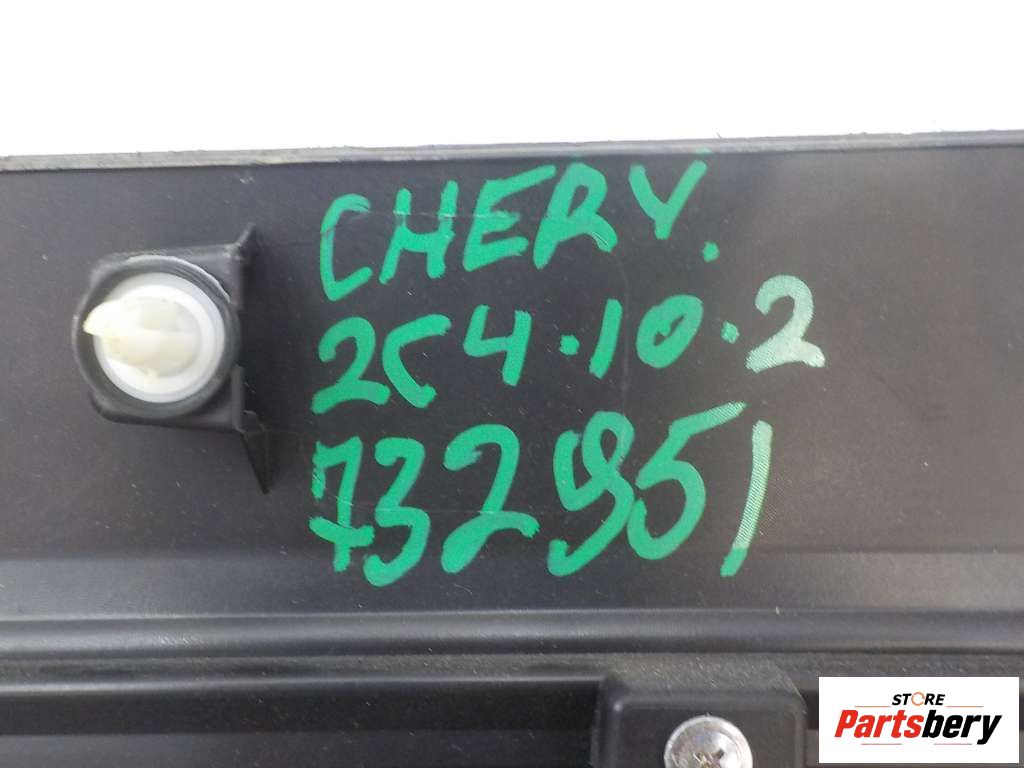 CHERY.
2C4.10.2
732951
STORE
Partsbery